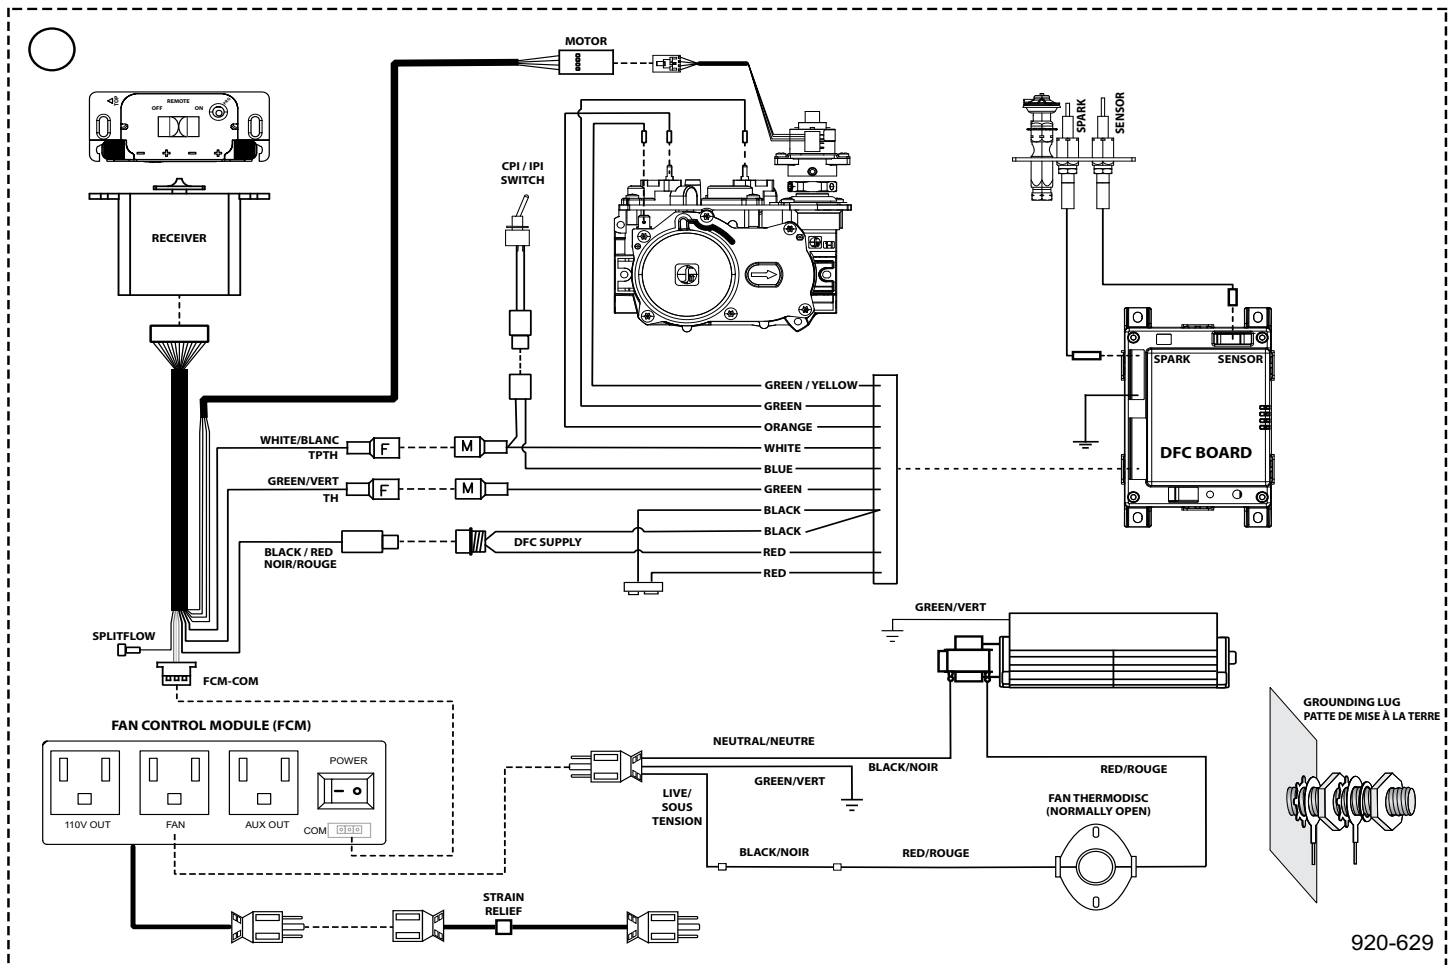 MOTOR
TOP
REMOTE
OFF
ON
CPI / IPI
SWITCH
SPARK
SENSOR
RECEIVER
SPARK
SENSOR
DFC BOARD
GREEN / YELLOW
GREEN
ORANGE
WHITE
BLUE
GREEN
BLACK
BLACK
RED
RED
WHITE/BLANC
TPTH
F
M
GREEN/VERT
TH
F
M
BLACK / RED
NOIR/ROUGE
DFC SUPPLY
SPLITFLOW
FCM-COM
GREEN/VERT
FAN CONTROL MODULE (FCM)
POWER
110V OUT
FAN
AUX OUT
COM
NEUTRAL/NEUTRE
BLACK/NOIR
GREEN/VERT
LIVE/
SOUS
TENSION
RED/ROUGE
FAN THERMODISC
(NORMALLY OPEN)
BLACK/NOIR
RED/ROUGE
GROUNDING LUG
PATTE DE MISE À LA TERRE
STRAIN
RELIEF
920-629